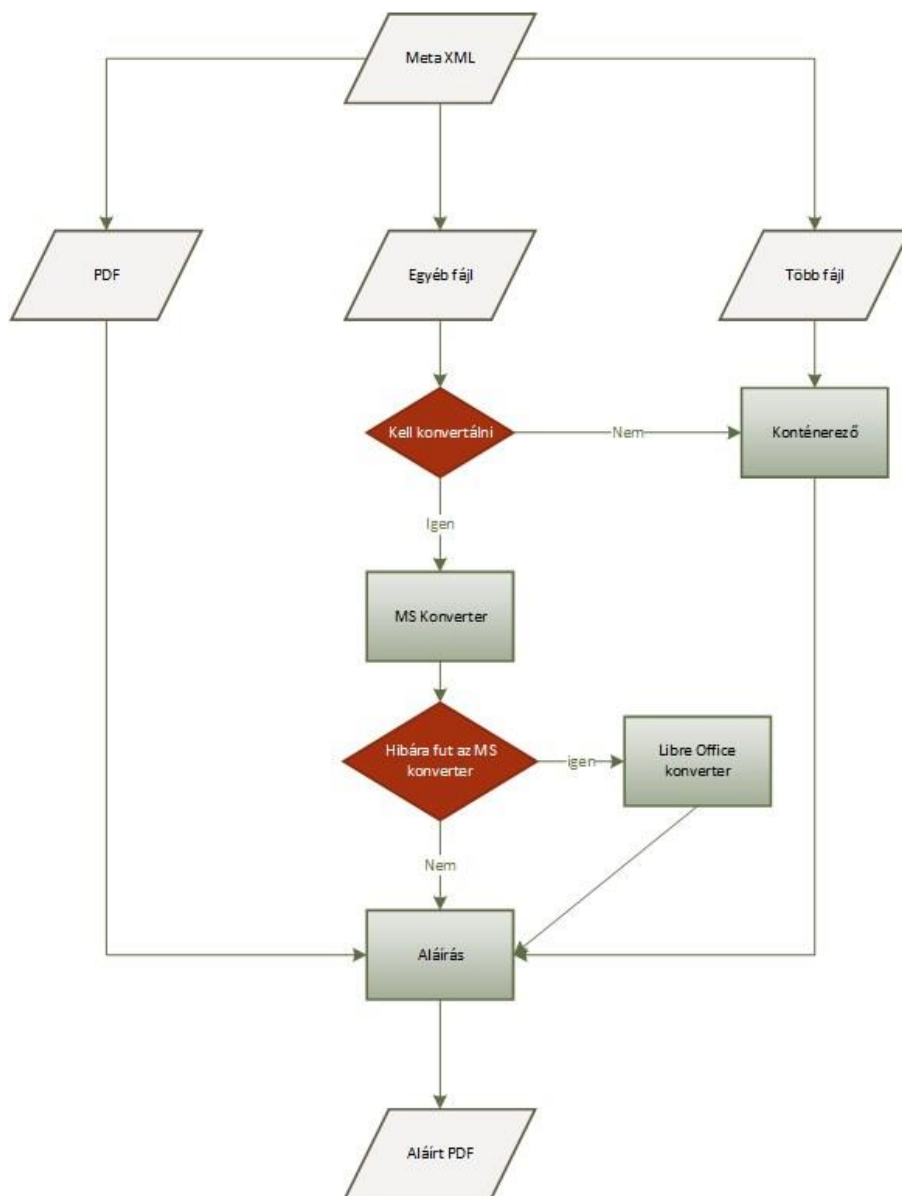 Meta XML
PDF
Egyéb fájl
Több fájl
Kell konvertálni
Nem
Konténerező
Igen
MS Konverter
Hibára fut az MS
konverter
igen
Libre Office
konverter
Nem
Aláírás
Aláírt PDF